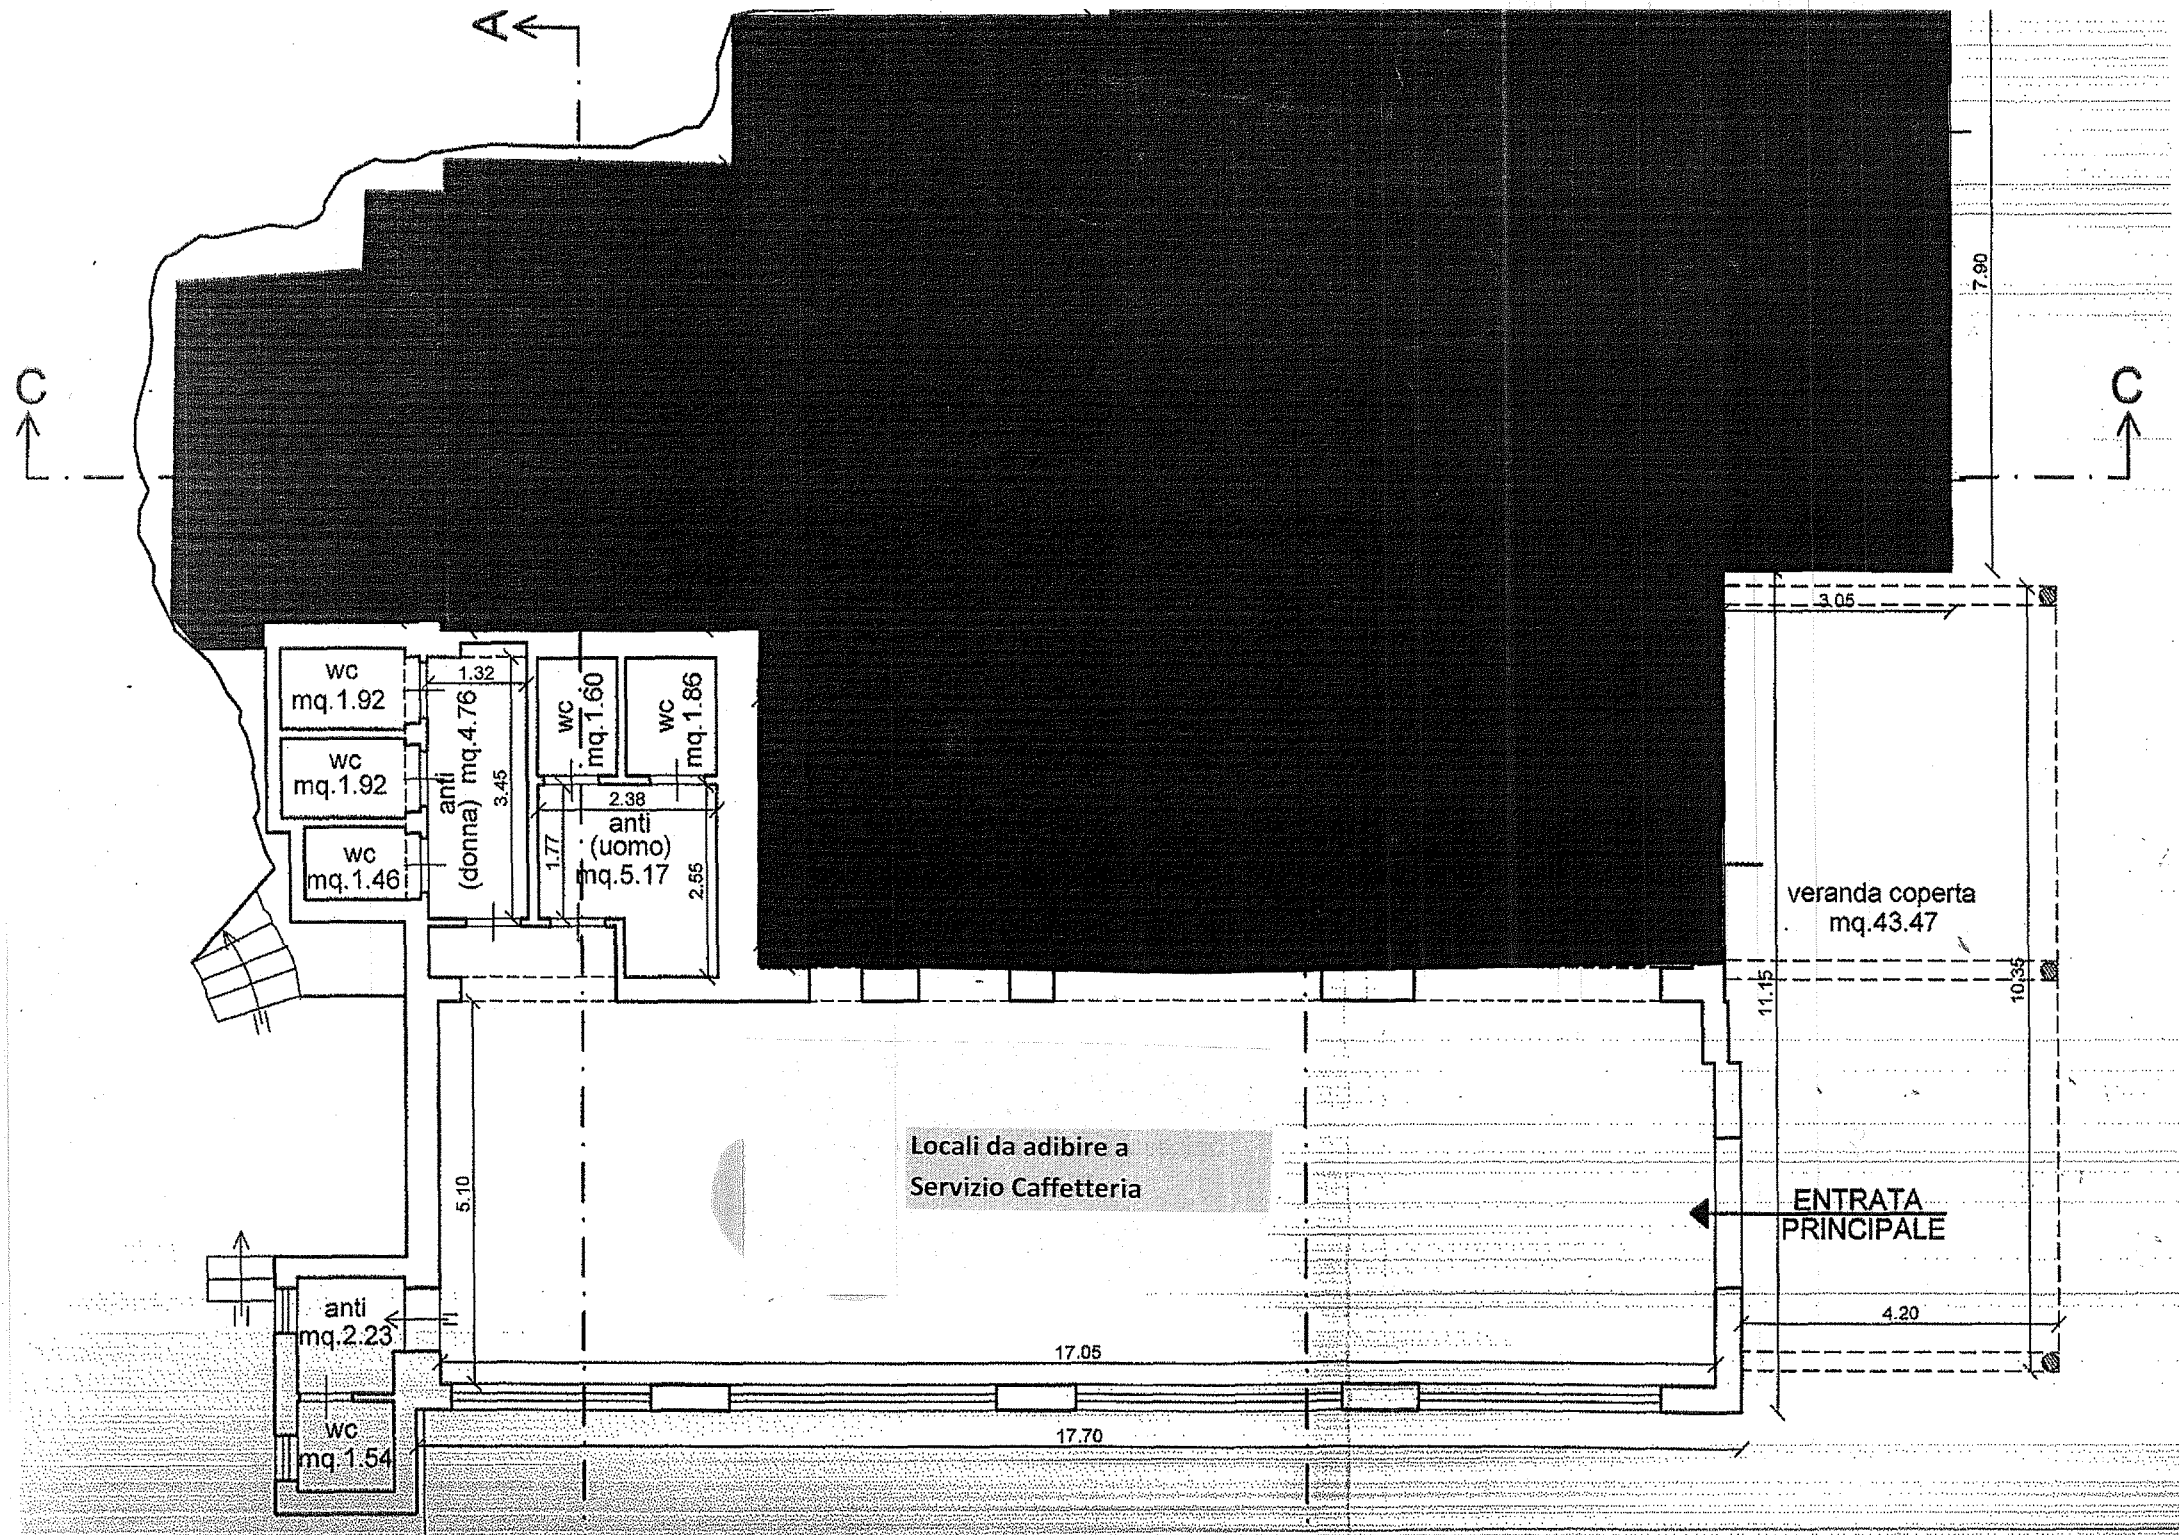 A
7.90
C
C
3.05
wc
mq.1.92
1.32
anti
(donna) mq.4.76
3.45
wc
mq.1.60
wc
mq.1.86
wc
mq.1.92
wc
mq.1.46
2.38
anti
(uomo)
mq.5.17
1.77
2.55
veranda coperta
mq.43.47
11.15
10.35
5.10
Locali da adibire a
Servizio Caffetteria
ENTRATA
PRINCIPALE
anti
mq.2.23
4.20
17.05
wc
mq.1.54
17.70